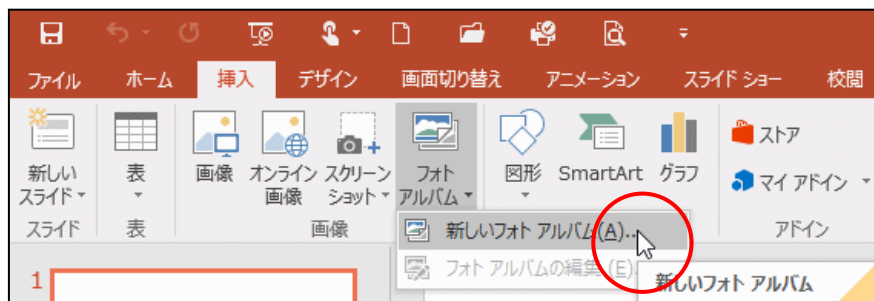 ファイル ホーム 挿入 デザイン 画面切り替え アニメーション スライド ショー 校閲
新しい
スライド
表
画像
オンライン
画像
スクリーン
ショット
フォト
アルバム
図形
SmartArt
グラフ
ストア
マイ アドイン
スライド 表 画像 アドイン
新しいフォト アルバム(A)...
フォト アルバムの編集(E)
新しいフォト アルバム
1